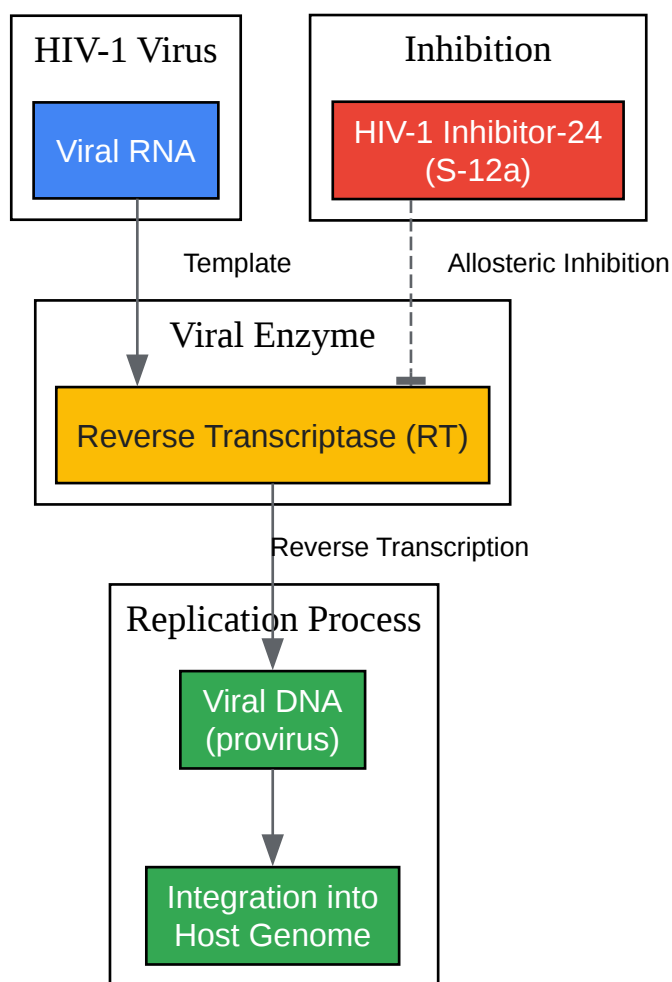 HIV-1 Virus
Inhibition
Viral RNA
HIV-1 Inhibitor-24
(S-12a)
Template
Allosteric Inhibition
Viral Enzyme
Reverse Transcriptase (RT)
Reverse Transcription
Replication Process
Viral DNA
(provirus)
Integration into
Host Genome